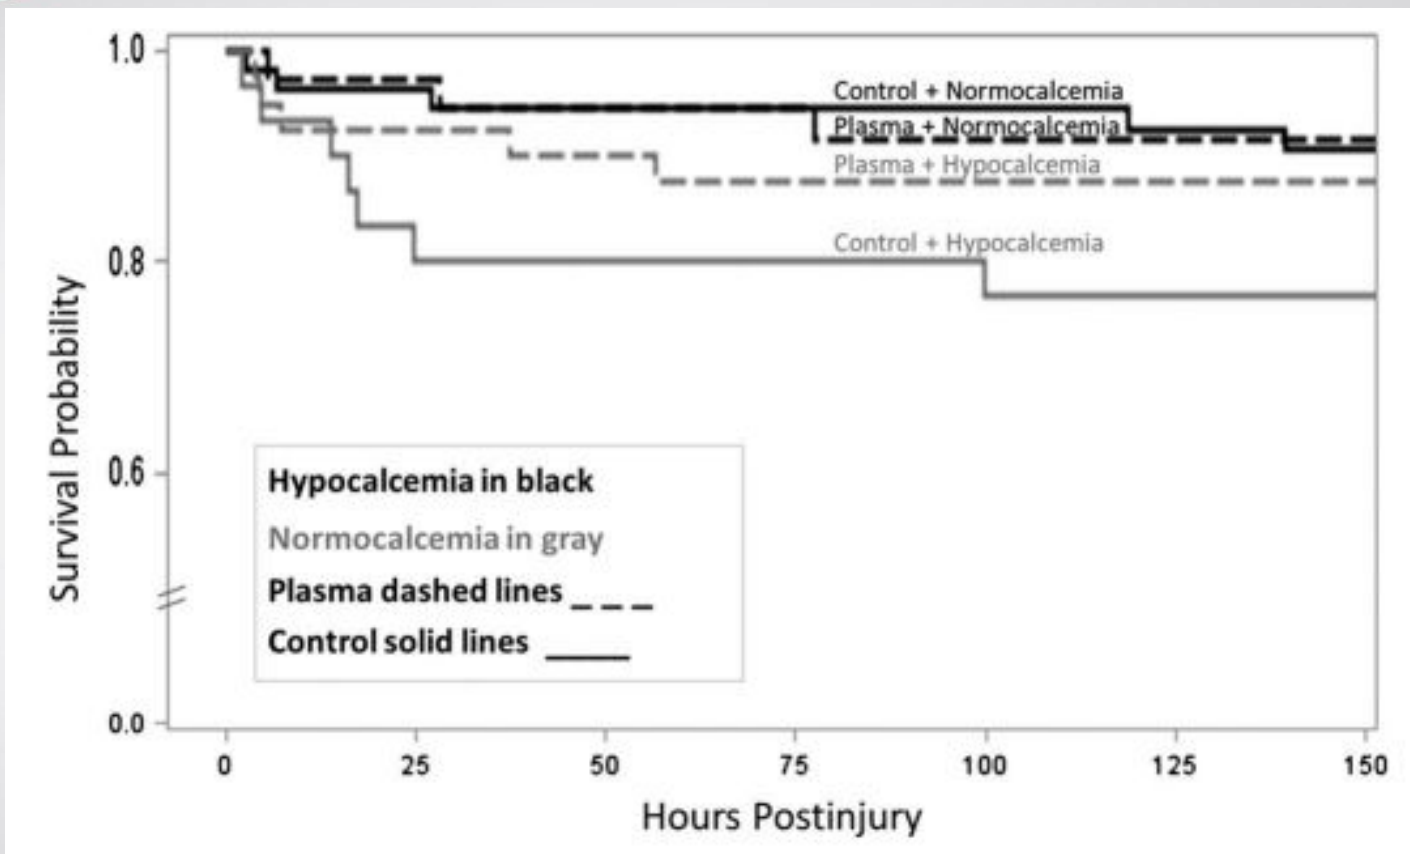 1.0
0.8
0.6
0.0
Survival Probability
Control + Normocalcemia
Plasma + Normocalcemia
Plasma + Hypocalcemia
Control + Hypocalcemia
Hypocalcemia in black
Normocalcemia in gray
Plasma dashed lines
Control solid lines
0 25 50 75 100 125 150
Hours Postinjury